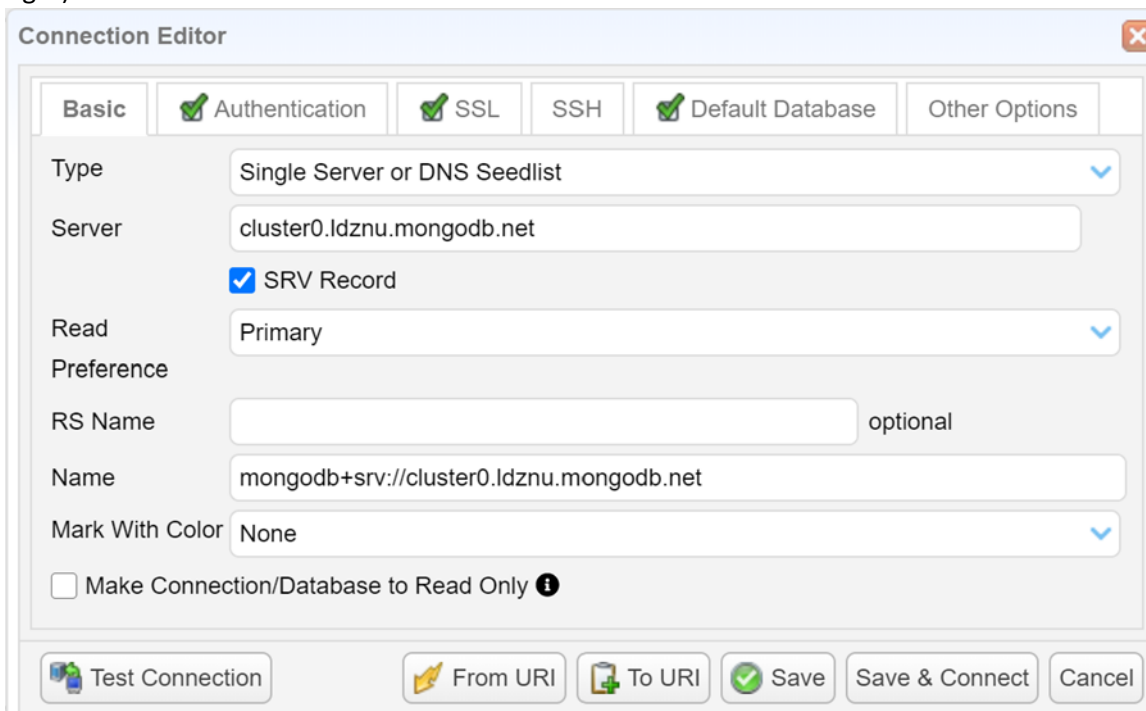 Connection Editor
Basic Authentication SSL SSH Default Database Other Options
Type Single Server or DNS Seedlist
Server cluster0.ldznu.mongodb.net
SRV Record
Read Preference Primary
RS Name optional
Name mongodb+srv://cluster0.ldznu.mongodb.net
Mark With Color None
Make Connection/Database to Read Only
Test Connection From URI To URI Save Save & Connect Cancel